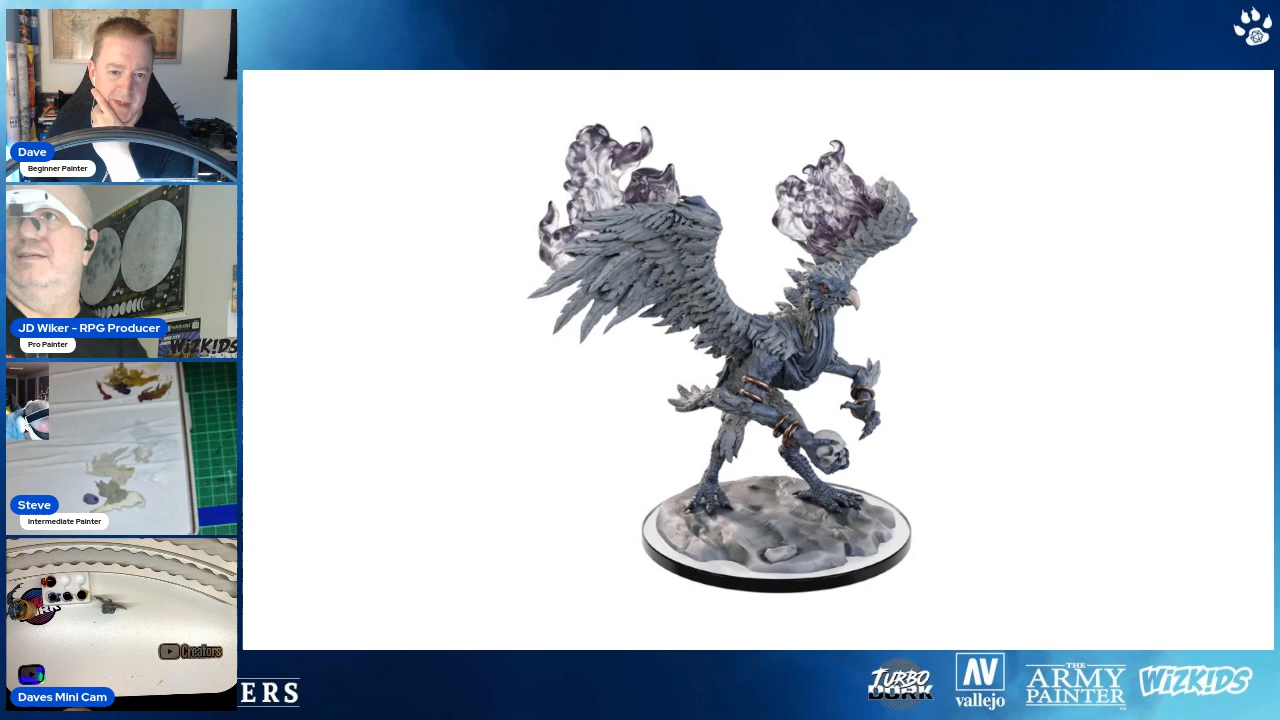 Dave
Beginner Painter
JD Wiker - RPG Producer
Pro Painter
WIZKIDS
Steve
Intermediate Painter
Creators
Daves Mini Cam
ERS
TURBO
DORK
AV
vallejo
THE
ARMY
PAINTER
WIZKIDS